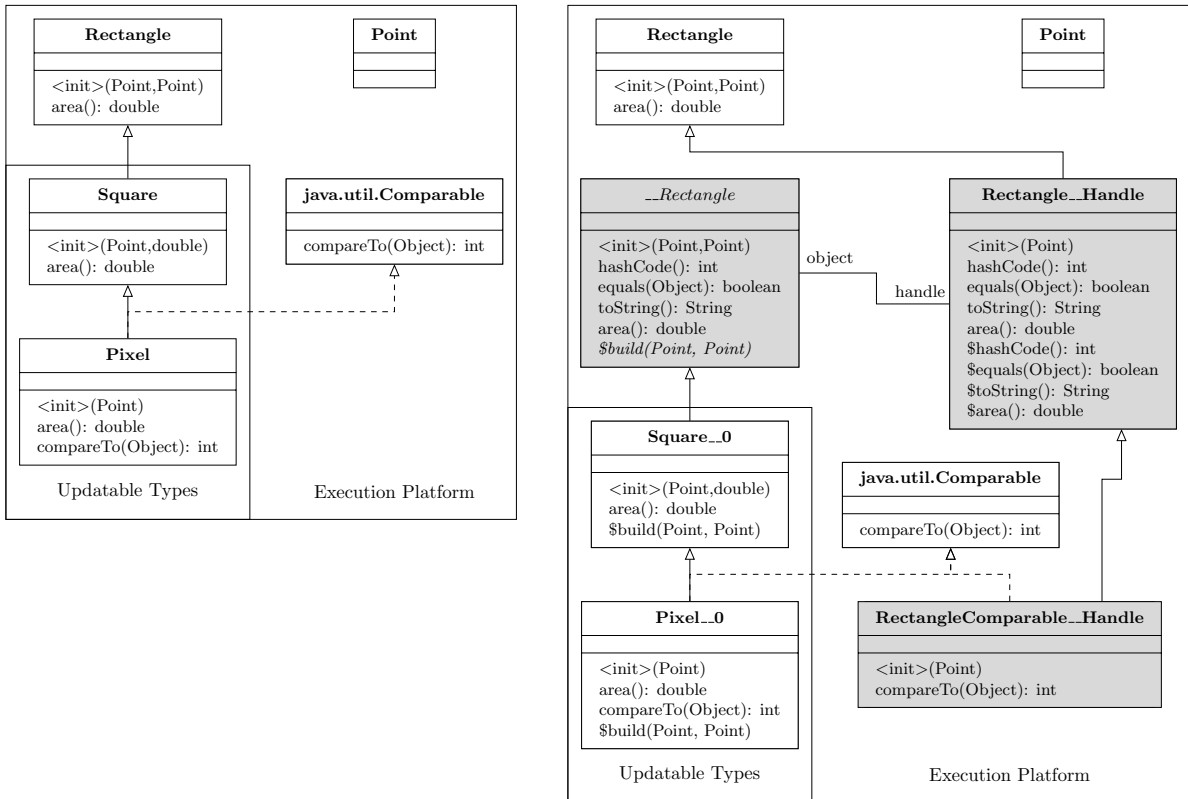 Rectangle
<init>(Point,Point)
area(): double
Point
Square
<init>(Point,double)
area(): double
java.util.Comparable
compareTo(Object): int
Pixel
<init>(Point)
area(): double
compareTo(Object): int
Updatable Types
Execution Platform
Rectangle
<init>(Point,Point)
area(): double
Point
__Rectangle
<init>(Point,Point)
hashCode(): int
equals(Object): boolean
toString(): String
area(): double
$build(Point, Point)
object
handle
Rectangle__Handle
<init>(Point)
hashCode(): int
equals(Object): boolean
toString(): String
area(): double
$hashCode(): int
$equals(Object): boolean
$toString(): String
$area(): double
Square__0
<init>(Point,double)
area(): double
$build(Point, Point)
java.util.Comparable
compareTo(Object): int
Pixel__0
<init>(Point)
area(): double
compareTo(Object): int
$build(Point, Point)
RectangleComparable__Handle
<init>(Point)
compareTo(Object): int
Updatable Types
Execution Platform